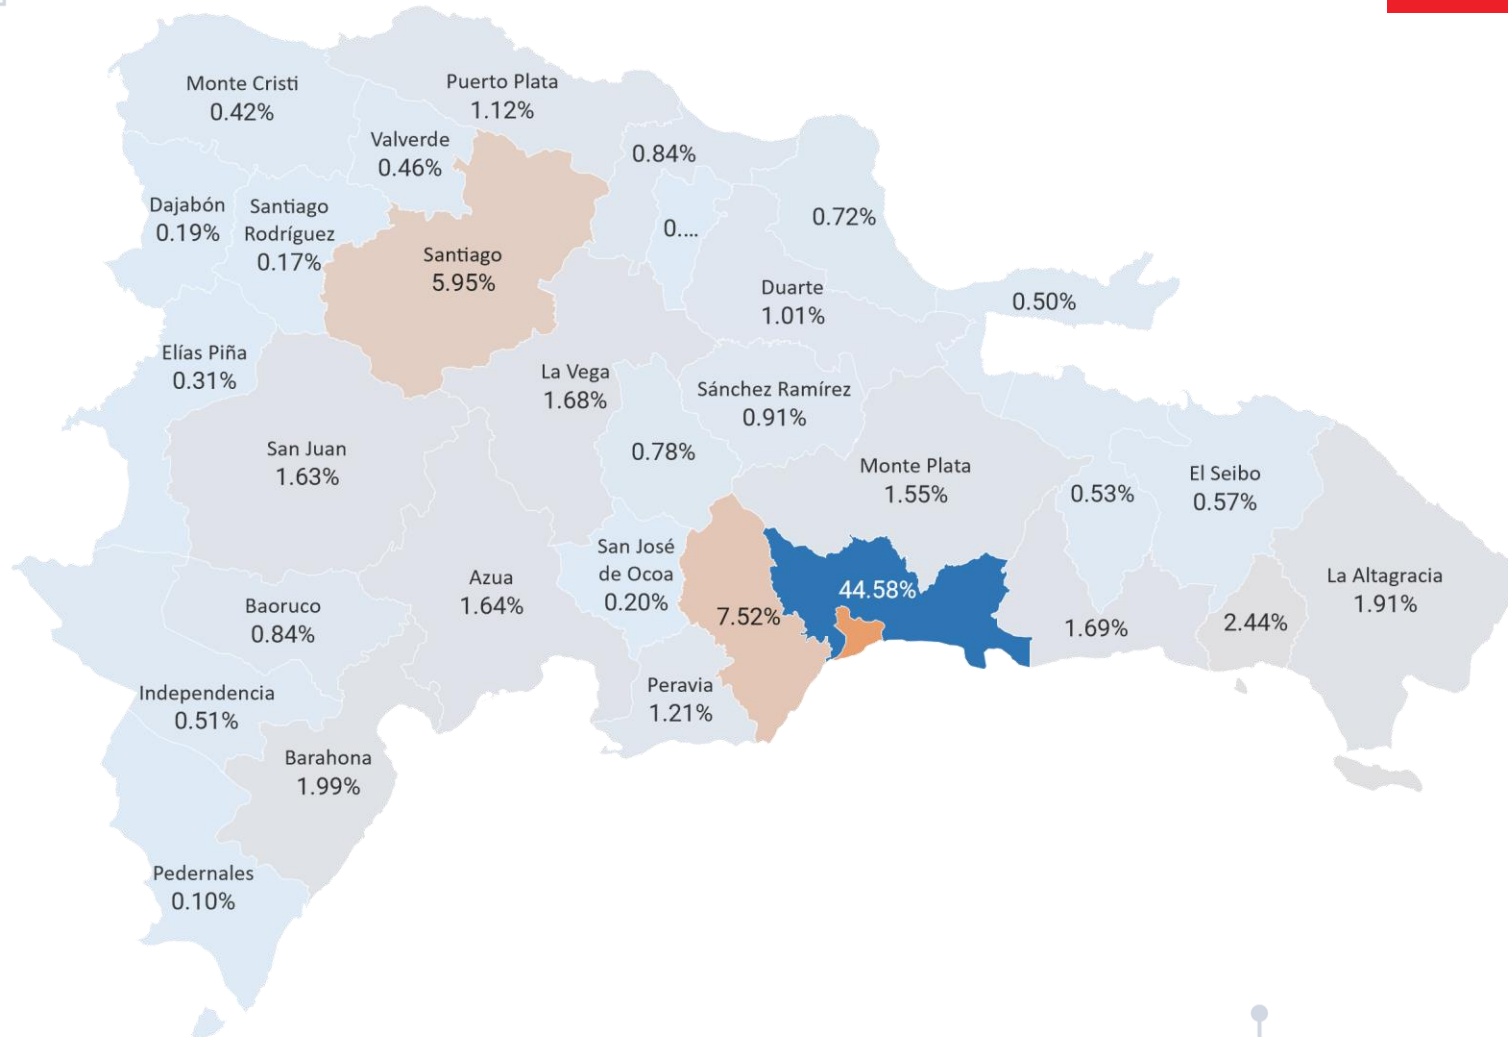 Monte Cristi
0.42%
Puerto Plata
1.12%
Valverde
0.46%
0.84%
Dajabón
0.19%
Santiago
Rodríguez
0.17%
Santiago
5.95%
0....
0.72%
Duarte
1.01%
0.50%
Elías Piña
0.31%
La Vega
1.68%
Sánchez Ramírez
0.91%
San Juan
1.63%
0.78%
Monte Plata
1.55%
0.53%
El Seibo
0.57%
San José
de Ocoa
0.20%
Azua
1.64%
44.58%
La Altagracia
1.91%
Baoruco
0.84%
7.52%
1.69%
2.44%
Independencia
0.51%
Peravia
1.21%
Barahona
1.99%
Pedernales
0.10%